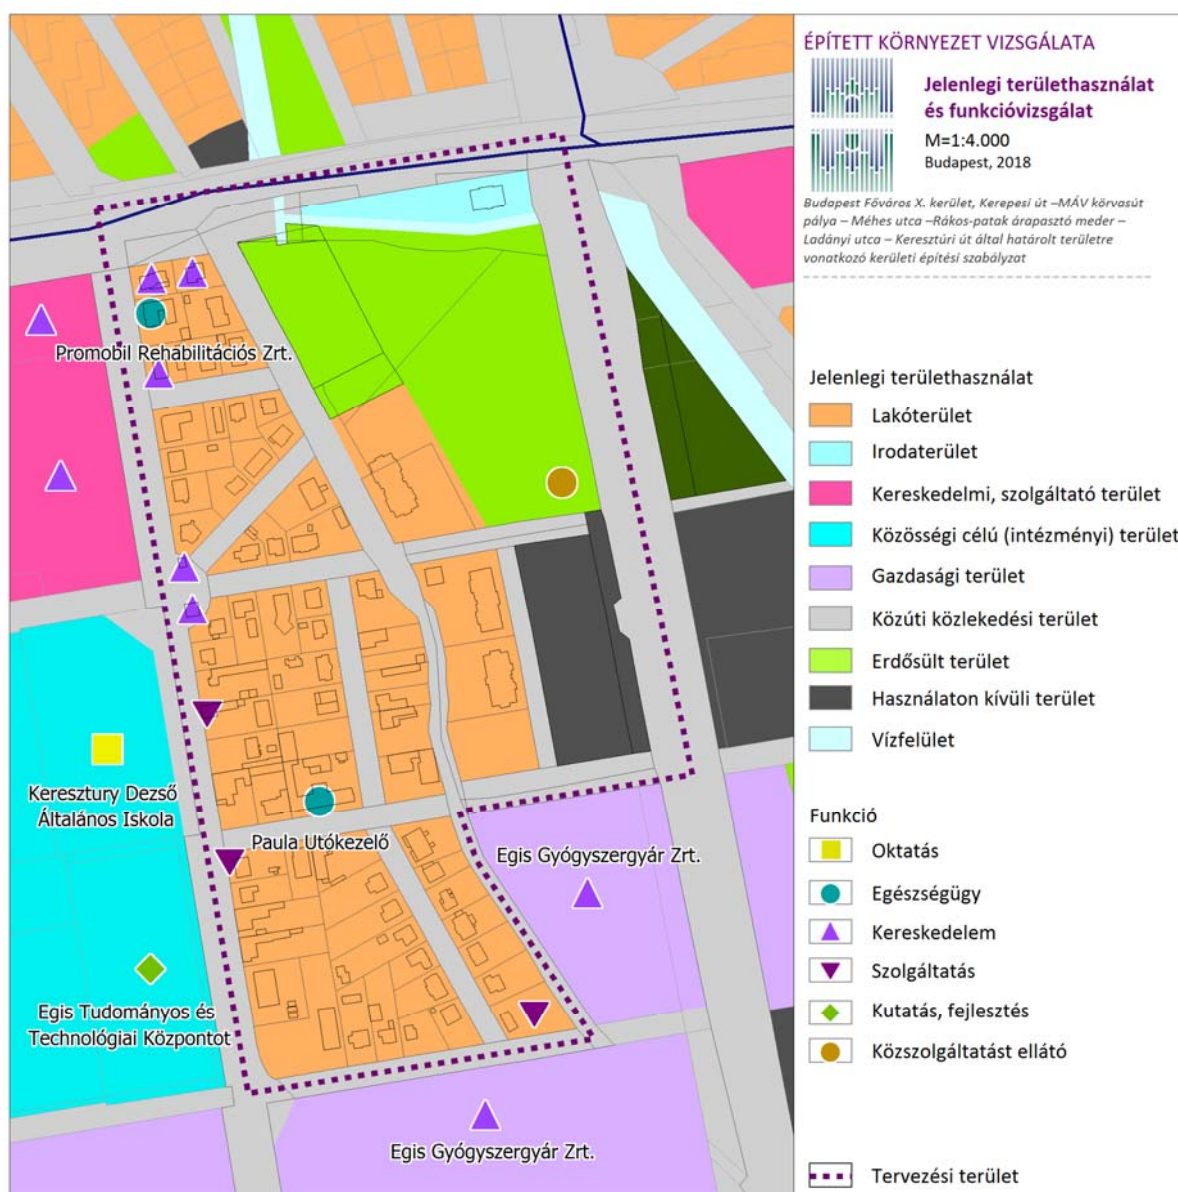 ÉPÍTETT KÖRNYEZET VIZSGÁLATA
Jelenlegi területhasználat
és funkcióvizsgálat
M=1:4.000
Budapest, 2018
Budapest Főváros X. kerület, Kerepesi út –MÁV körvasút
pálya – Méhes utca –Rákos-patak árapasztó meder –
Ladányi utca – Keresztúri út által határolt területre
vonatkozó kerületi építési szabályzat
Jelenlegi területhasználat
Lakóterület
Irodaterület
Kereskedelmi, szolgáltató terület
Közösségi célú (intézményi) terület
Gazdasági terület
Közúti közlekedési terület
Erdősült terület
Használaton kívüli terület
Vízfelület
Funkció
Oktatás
Egészségügy
Kereskedelem
Szolgáltatás
Kutatás, fejlesztés
Közszolgáltatást ellátó
Tervezési terület
Promobil Rehabilitációs Zrt.
Keresztury Dezső
Általános Iskola
Paula Utókezelő
Egis Gyógyszergyár Zrt.
Egis Tudományos és
Technológiai Központot
Egis Gyógyszergyár Zrt.